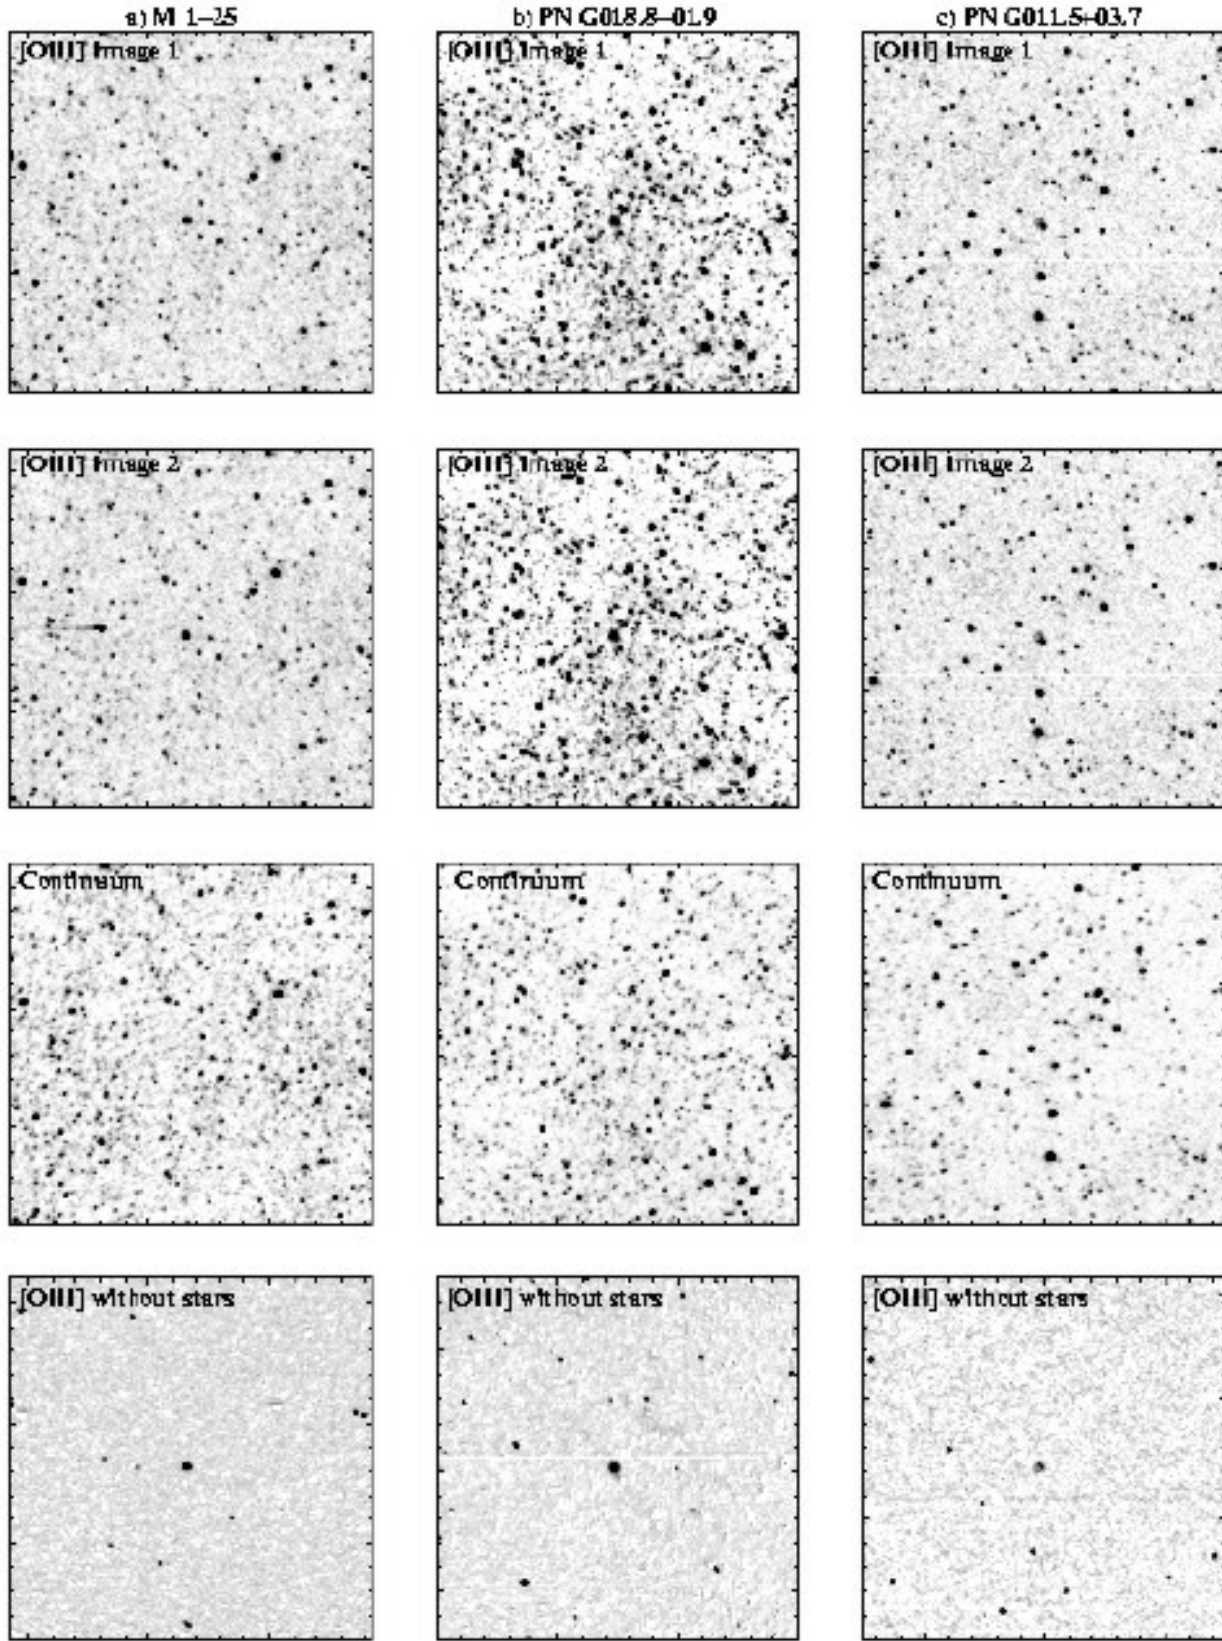 a) M 1–25
b) PN G018.8–01.9
c) PN G011.5+03.7
[OIII] Image 1
[OIII] Image 1
[OIII] Image 1
[OIII] Image 2
[OIII] Image 2
[OIII] Image 2
Continuum
Continuum
Continuum
[OIII] without stars
[OIII] without stars
[OIII] without stars